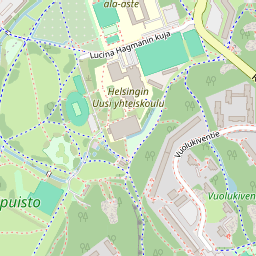 ala-aste
Lucina Hagmanin kuja
Helsingin
Uusi yhteiskoulu
Vuolukiventie
puisto
Vuolukiven